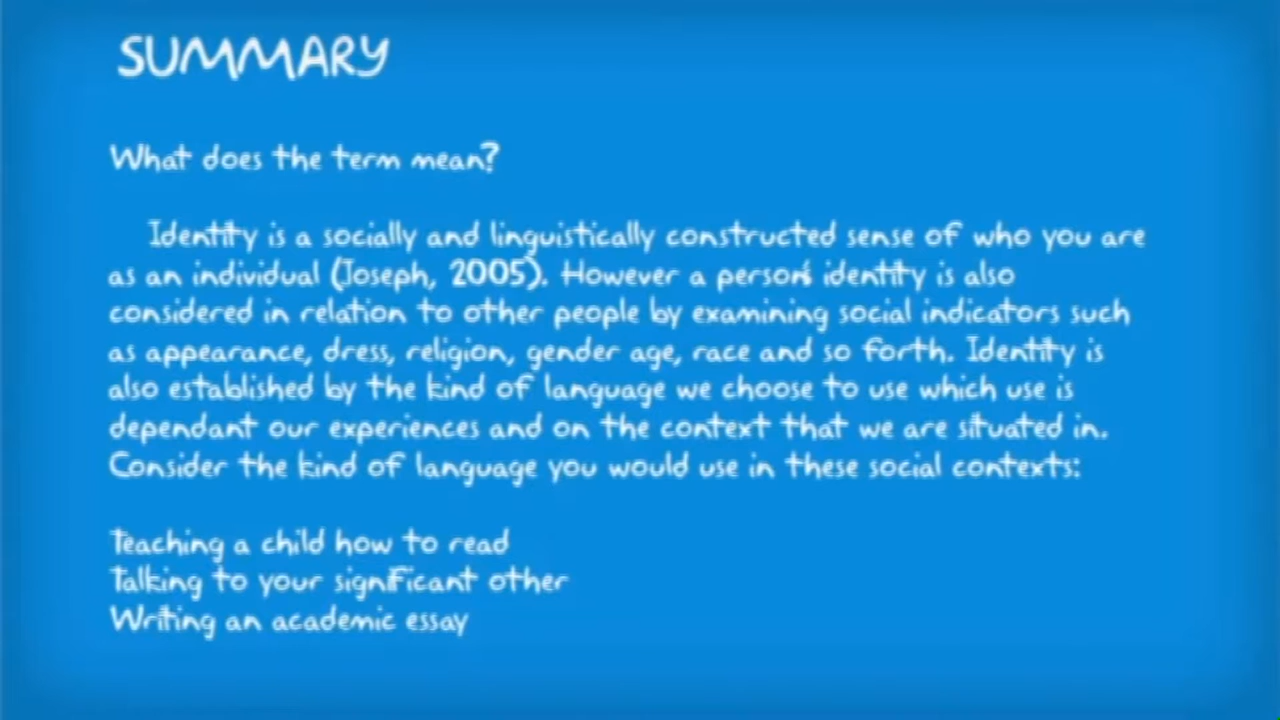 SUMMARY
What does the term mean?
Identity is a socially and linguistically constructed sense of who you are
as an individual (Joseph, 2005). However a person's identity is also
considered in relation to other people by examining social indicators such
as appearance, dress, religion, gender age, race and so forth. Identity is
also established by the kind of language we choose to use which use is
dependant our experiences and on the context that we are situated in.
Consider the kind of language you would use in these social contexts:
Teaching a child how to read
Talking to your significant other
Writing an academic essay